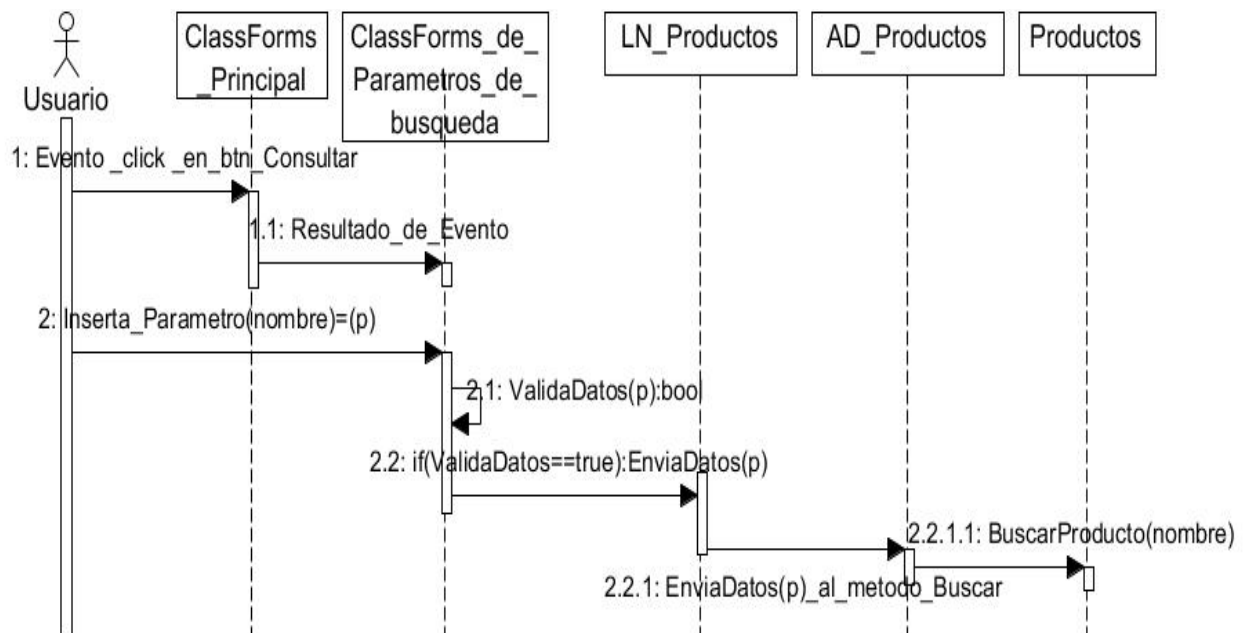 ClassForms
_Principal
ClassForms_de_
Parametros_de_
busqueda
LN_Productos
AD_Productos
Productos
Usuario
1: Evento _click _en_btn_Consultar
1.1: Resultado_de_Evento
2: Inserta_Parametro(nombre)=(p)
2.1: ValidaDatos(p):bool
2.2: if(ValidaDatos==true):EnviaDatos(p)
2.2.1.1: BuscarProducto(nombre)
2.2.1: EnviaDatos(p)_al_metodo_Buscar